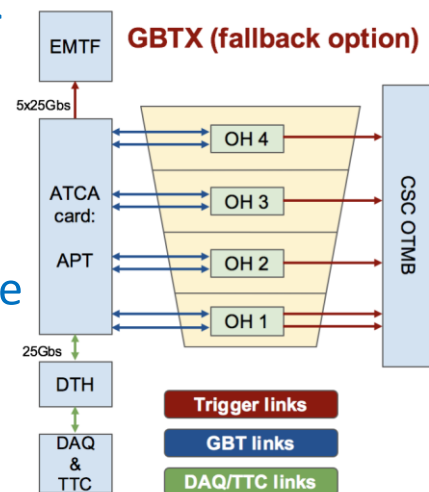 GBTX (fallback option)
EMTF
5x25Gbs
ATCA
card:
APT
OH 4
OH 3
OH 2
OH 1
CSC OTMB
e
25Gbs
DTH
DAQ
&
TTC
Trigger links
GBT links
DAQ/TTC links